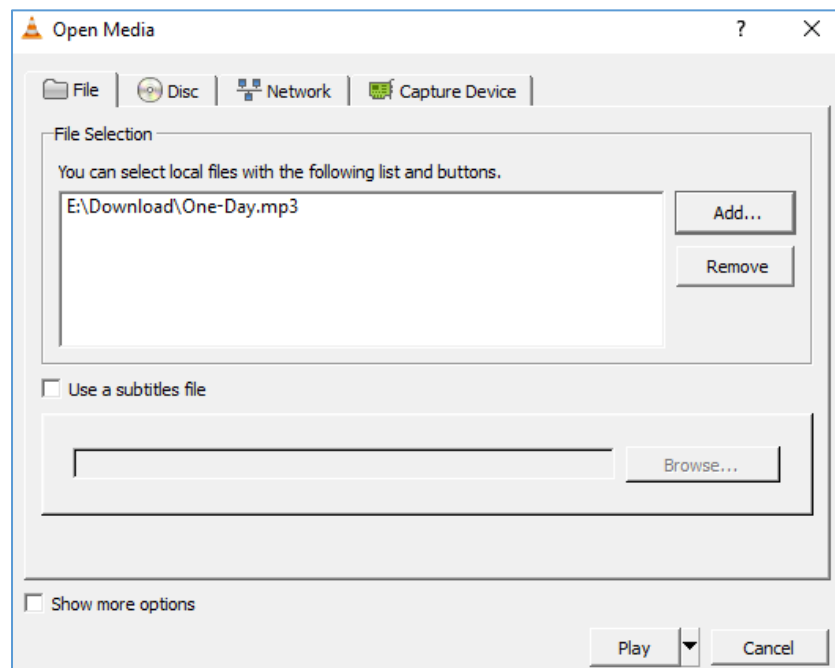 Open Media
?
File
Disc
Network
Capture Device
File Selection
You can select local files with the following list and buttons.
E:\Download\One-Day.mp3
Add...
Remove
Use a subtitles file
Browse...
Show more options
Play
Cancel